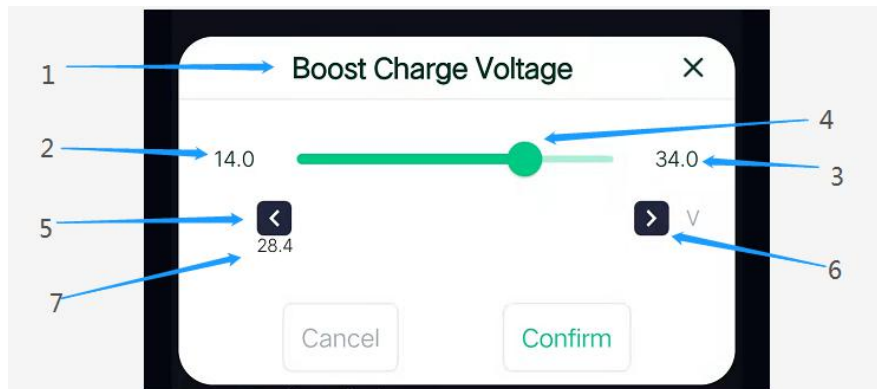 1 Boost Charge Voltage ×
4
2 14.0 34.0 3
5 < > V
28.4 6
7
Cancel Confirm